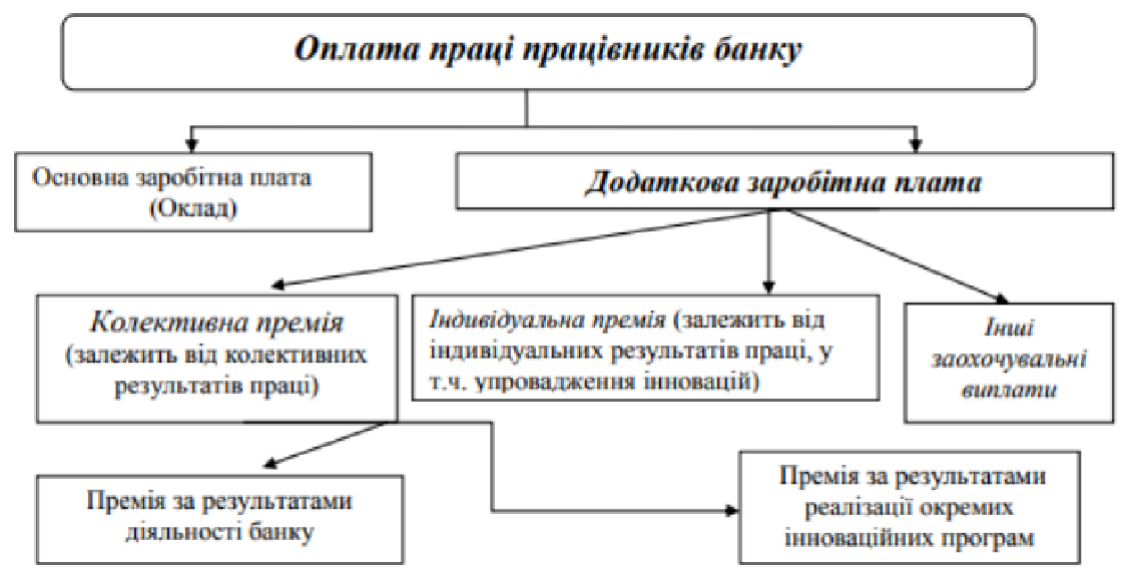 Оплата праці працівників банку
Основна заробітна плата
(Оклад)
Додаткова заробітна плата
Колективна премія
(залежить від колективних
результатів праці)
Індивідуальна премія (залежить від
індивідуальних результатів праці, у
т.ч. упровадження інновацій)
Інші
заохочувальні
виплати
Премія за результатами
діяльності банку
Премія за результатами
реалізації окремих
інноваційних програм